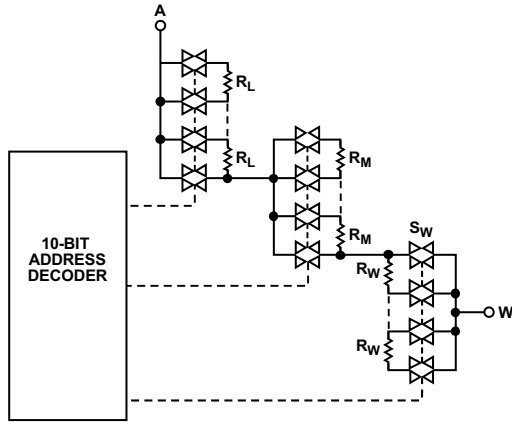 A
R_L
R_L
R_M
R_M
S_W
R_W
R_W
W
10-BIT
ADDRESS
DECODER